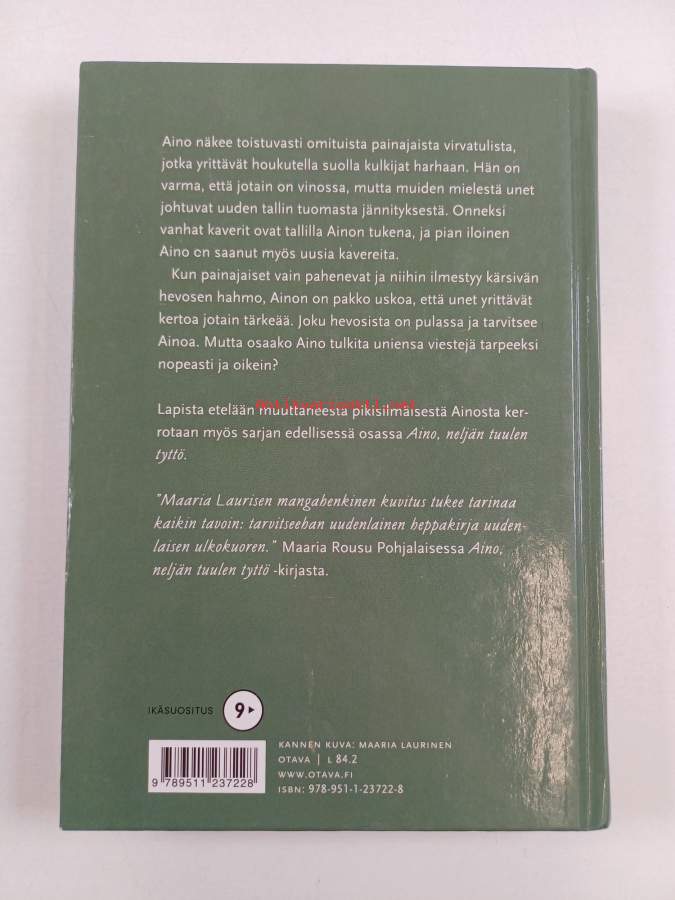 Aino näkee toistuvasti omituista painajaista virvatulista,
jotka yrittävät houkutella suolla kulkijat harhaan. Hän on
varma, että jotain on vinossa, mutta muiden mielestä unet
johtuvat uuden tallin tuomasta jännityksestä. Onneksi
vanhat kaverit ovat tallilla Ainon tukena, ja pian iloinen
Aino on saanut myös uusia kavereita.
Kun painajaiset vain pahenevat ja niihin ilmestyy kärsivän
hevosen hahmo, Ainon on pakko uskoa, että unet yrittävät
kertoa jotain tärkeää. Joku hevosista on pulassa ja tarvitsee
Ainoa. Mutta osaako Aino tulkita uniensa viestejä tarpeeksi
nopeasti ja oikein?
Lapista etelään muuttaneesta pikisilmäisestä Ainosta ker-
rotaan myös sarjan edellisessä osassa Aino, neljän tuulen
tyttö.
"Maaria Laurisen mangahenkinen kuvitus tukee tarinaa
kaikin tavoin: tarvitseehan uudenlainen heppakirja uuden-
laisen ulkokuoren." Maaria Rousu Pohjalaisessa Aino,
neljän tuulen tyttö -kirjasta.
IKÄSUOSITUS 9
KANNEN KUVA: MAARIA LAURINEN
OTAVA | L 84.2
WWW.OTAVA.FI
ISBN: 978-951-1-23722-8
9 789511 237228